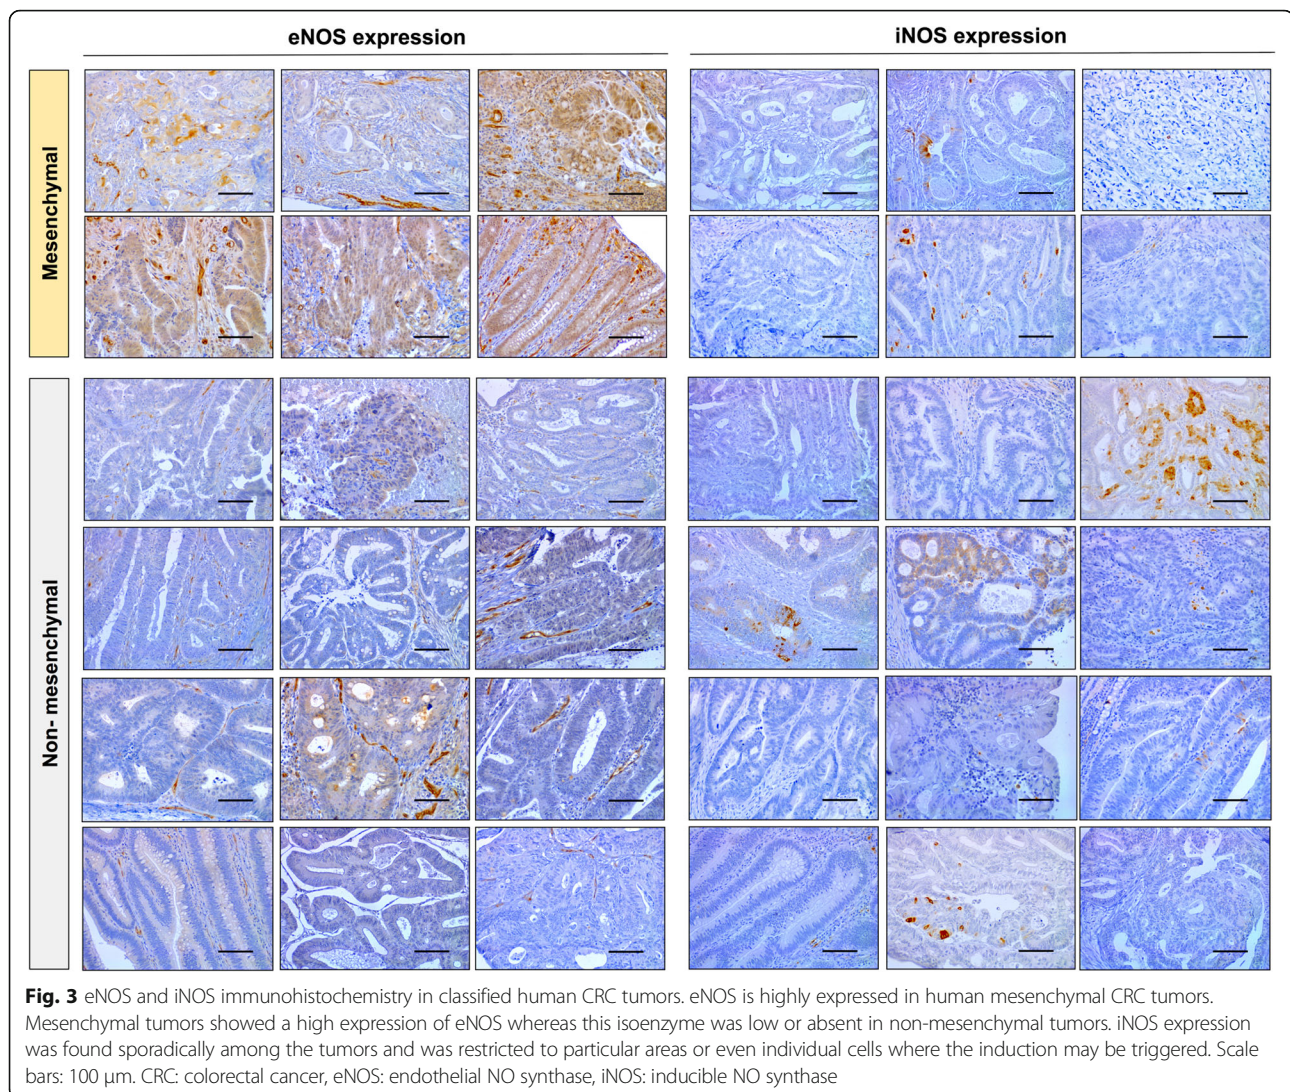 eNOS expression
iNOS expression
Mesenchymal
Non- mesenchymal
Fig. 3 eNOS and iNOS immunohistochemistry in classified human CRC tumors. eNOS is highly expressed in human mesenchymal CRC tumors.
Mesenchymal tumors showed a high expression of eNOS whereas this isoenzyme was low or absent in non-mesenchymal tumors. iNOS expression
was found sporadically among the tumors and was restricted to particular areas or even individual cells where the induction may be triggered. Scale
bars: 100 μm. CRC: colorectal cancer, eNOS: endothelial NO synthase, iNOS: inducible NO synthase